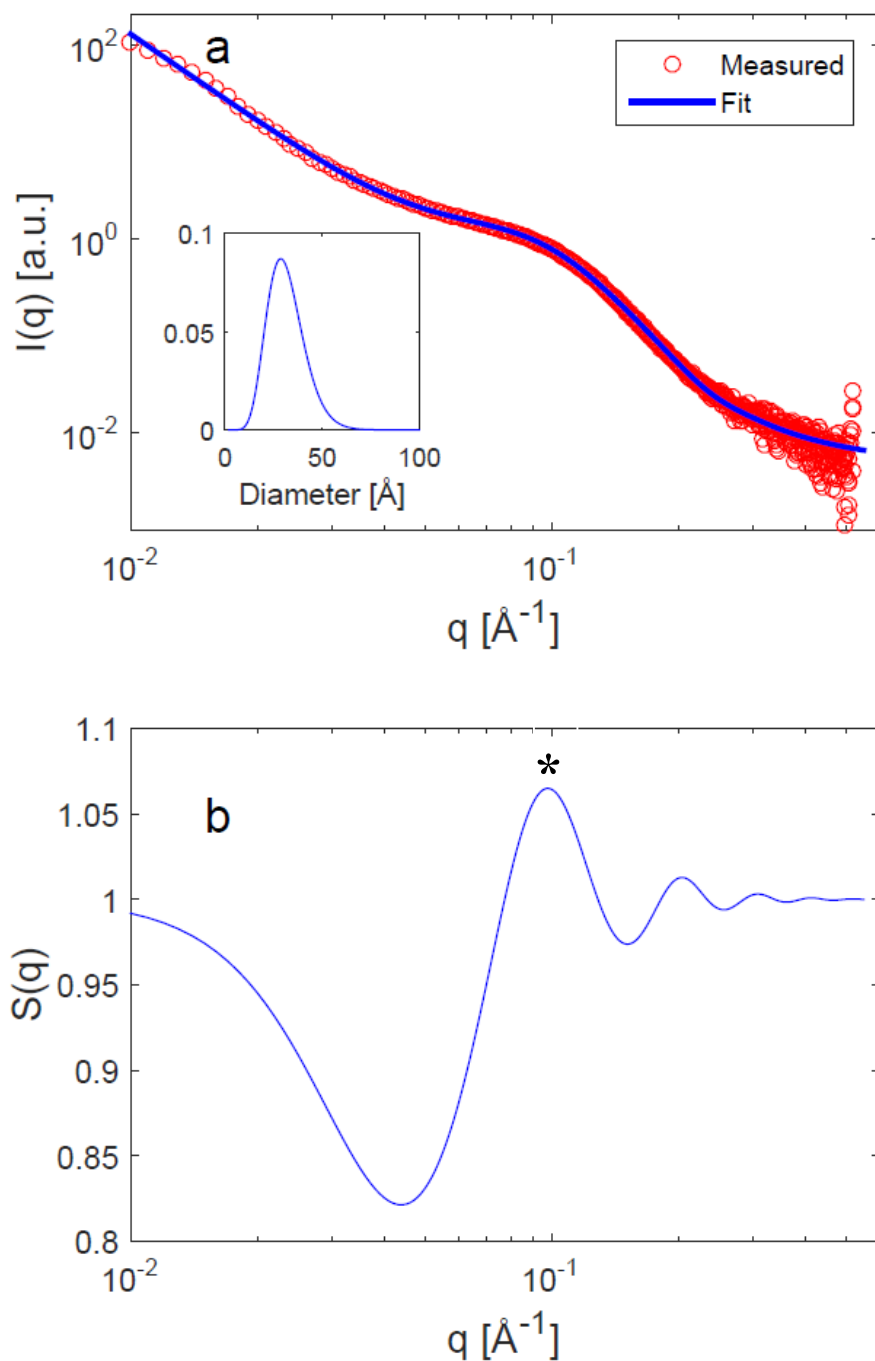 a
Measured
Fit
10^2
10^0
10^-2
I(q) [a.u.]
0.1
0.05
0
0 50 100
Diameter [Å]
10^-2 10^-1
q [Å^-1]
b
*
1.1
1.05
1
0.95
0.9
0.85
0.8
S(q)
10^-2 10^-1
q [Å^-1]